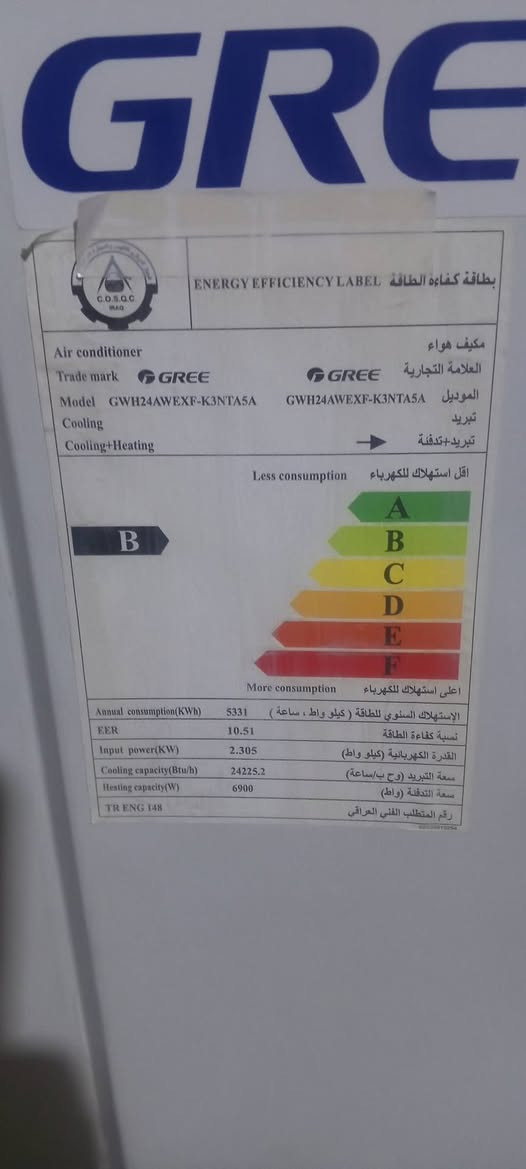 GRE
C.O.S.Q.C.
IRAQ
ENERGY EFFICIENCY LABEL بطاقة كفاءة الطاقة
Air conditioner مكيف هواء
Trade mark GREE GREE العلامة التجارية
Model GWH24AWEXF-K3NTA5A GWH24AWEXF-K3NTA5A الموديل
Cooling تبريد
Cooling+Heating تبريد+تدفئة
Less consumption اقل استهلاك للكهرباء
A
B B
C
D
E
F
More consumption اعلى استهلاك للكهرباء
Annual consumption(KWh) 5331 الإستهلاك السنوي للطاقة ( كيلو واط ، ساعة )
EER 10.51 نسبة كفاءة الطاقة
Input power(KW) 2.305 القدرة الكهربائية (كيلو واط)
Cooling capacity(Btu/h) 24225.2 سعة التبريد (وح ب/ساعة)
Heating capacity(W) 6900 سعة التدفئة (واط)
TR ENG 148 رقم المتطلب الفني العراقي